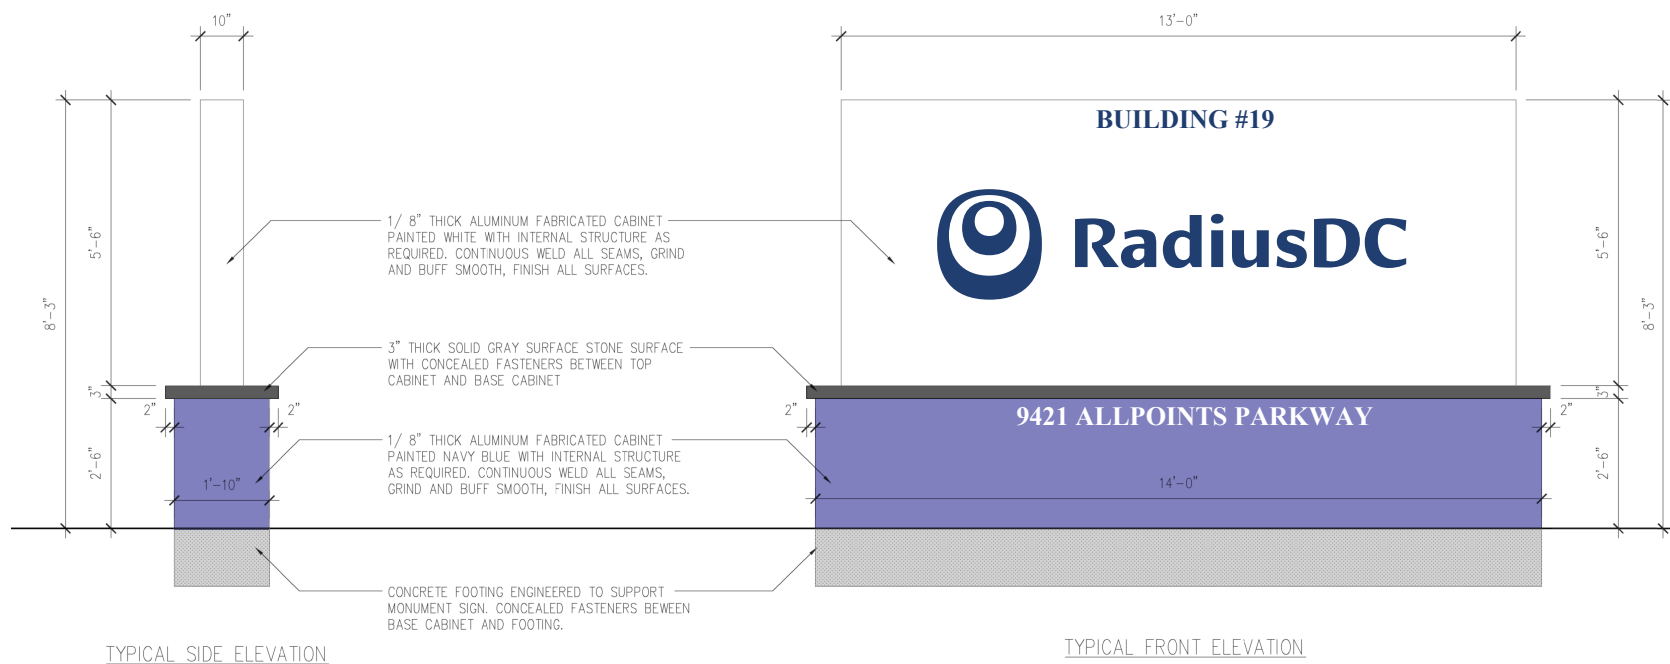 10"
13'-0"
BUILDING #19
5'-6"
8'-3"
1/ 8" THICK ALUMINUM FABRICATED CABINET
PAINTED WHITE WITH INTERNAL STRUCTURE AS
REQUIRED. CONTINUOUS WELD ALL SEAMS, GRIND
AND BUFF SMOOTH, FINISH ALL SURFACES.
RadiusDC
5'-6"
8'-3"
3" THICK SOLID GRAY SURFACE STONE SURFACE
WITH CONCEALED FASTENERS BETWEEN TOP
CABINET AND BASE CABINET
3"
3"
2"
2"
2"
9421 ALLPOINTS PARKWAY
2"
1/ 8" THICK ALUMINUM FABRICATED CABINET
PAINTED NAVY BLUE WITH INTERNAL STRUCTURE
AS REQUIRED. CONTINUOUS WELD ALL SEAMS,
GRIND AND BUFF SMOOTH, FINISH ALL SURFACES.
2'-6"
1'-10"
14'-0"
2'-6"
CONCRETE FOOTING ENGINEERED TO SUPPORT
MONUMENT SIGN. CONCEALED FASTENERS BEWEEN
BASE CABINET AND FOOTING.
TYPICAL SIDE ELEVATION
TYPICAL FRONT ELEVATION